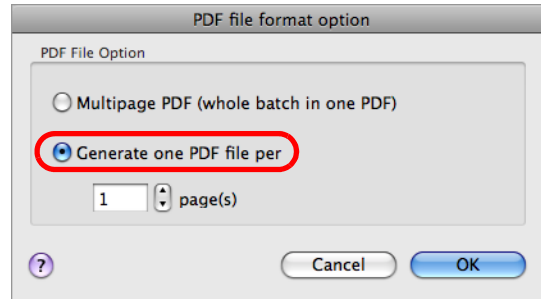 PDF file format option
PDF File Option
Multipage PDF (whole batch in one PDF)
Generate one PDF file per
1 page(s)
? Cancel OK